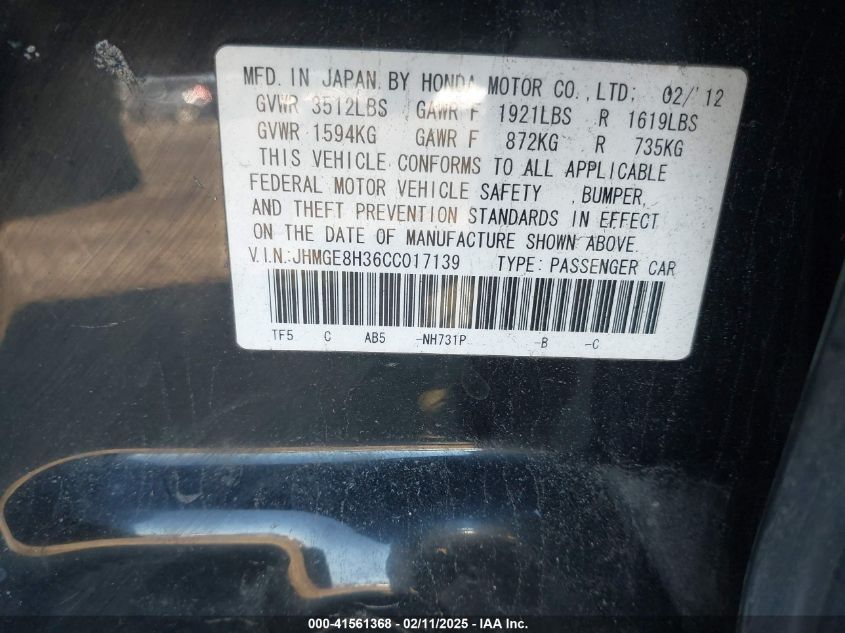 MFD. IN JAPAN BY HONDA MOTOR CO., LTD; 02/'12
GVWR 3512LBS GAWR F 1921LBS R 1619LBS
GVWR 1594KG GAWR F 872KG R 735KG
THIS VEHICLE CONFORMS TO ALL APPLICABLE
FEDERAL MOTOR VEHICLE SAFETY , BUMPER,
AND THEFT PREVENTION STANDARDS IN EFFECT
ON THE DATE OF MANUFACTURE SHOWN ABOVE.
V.I.N.:JHMGE8H36CC017139 TYPE: PASSENGER CAR
TF5 C AB5 -NH731P -B -C
000-41561368 - 02/11/2025 - IAA Inc.